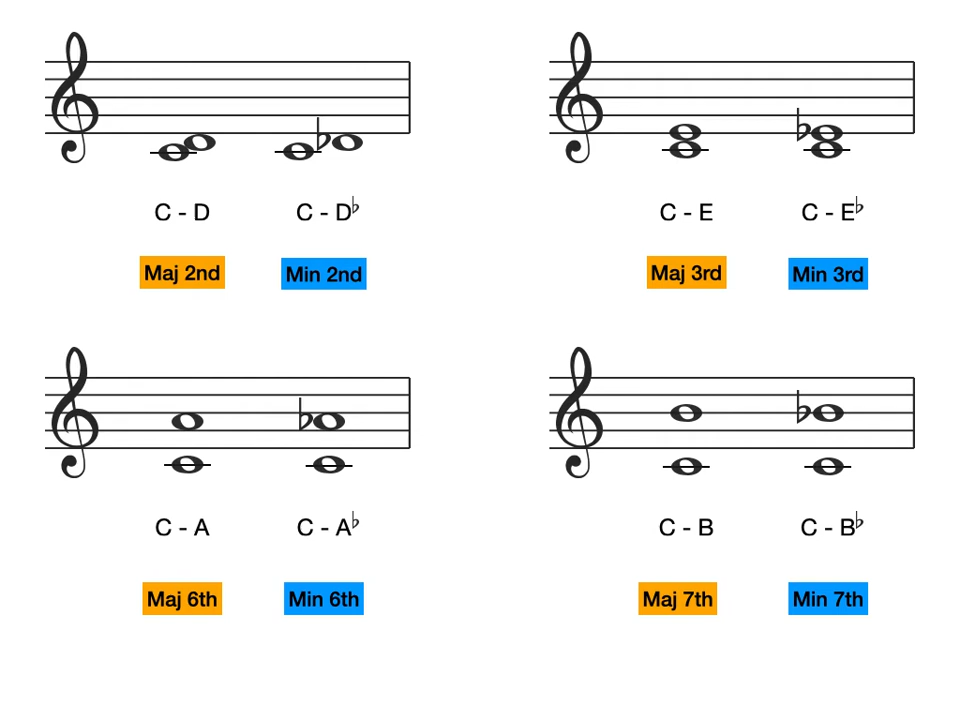 C - D C - D♭ C - E C - E♭
Maj 2nd Min 2nd Maj 3rd Min 3rd
C - A C - A♭ C - B C - B♭
Maj 6th Min 6th Maj 7th Min 7th